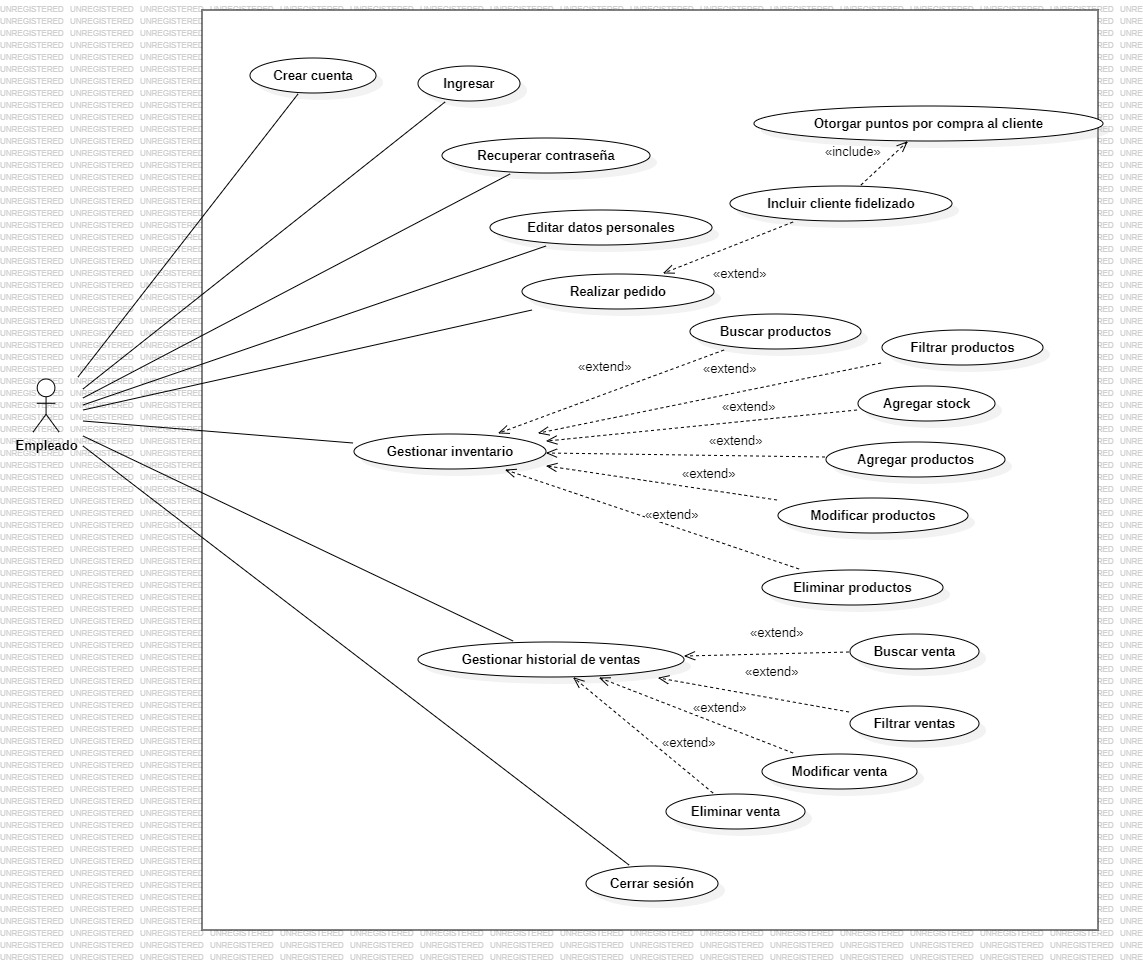 Crear cuenta
Ingresar
Otorgar puntos por compra al cliente
«include»
Recuperar contraseña
Incluir cliente fidelizado
Editar datos personales
«extend»
Realizar pedido
Buscar productos
Filtrar productos
«extend»
«extend»
Agregar stock
«extend»
Empleado
Gestionar inventario
«extend»
Agregar productos
«extend»
Modificar productos
«extend»
Eliminar productos
«extend»
Buscar venta
Gestionar historial de ventas
«extend»
Filtrar ventas
«extend»
«extend»
Modificar venta
Eliminar venta
Cerrar sesión
UNREGISTERED